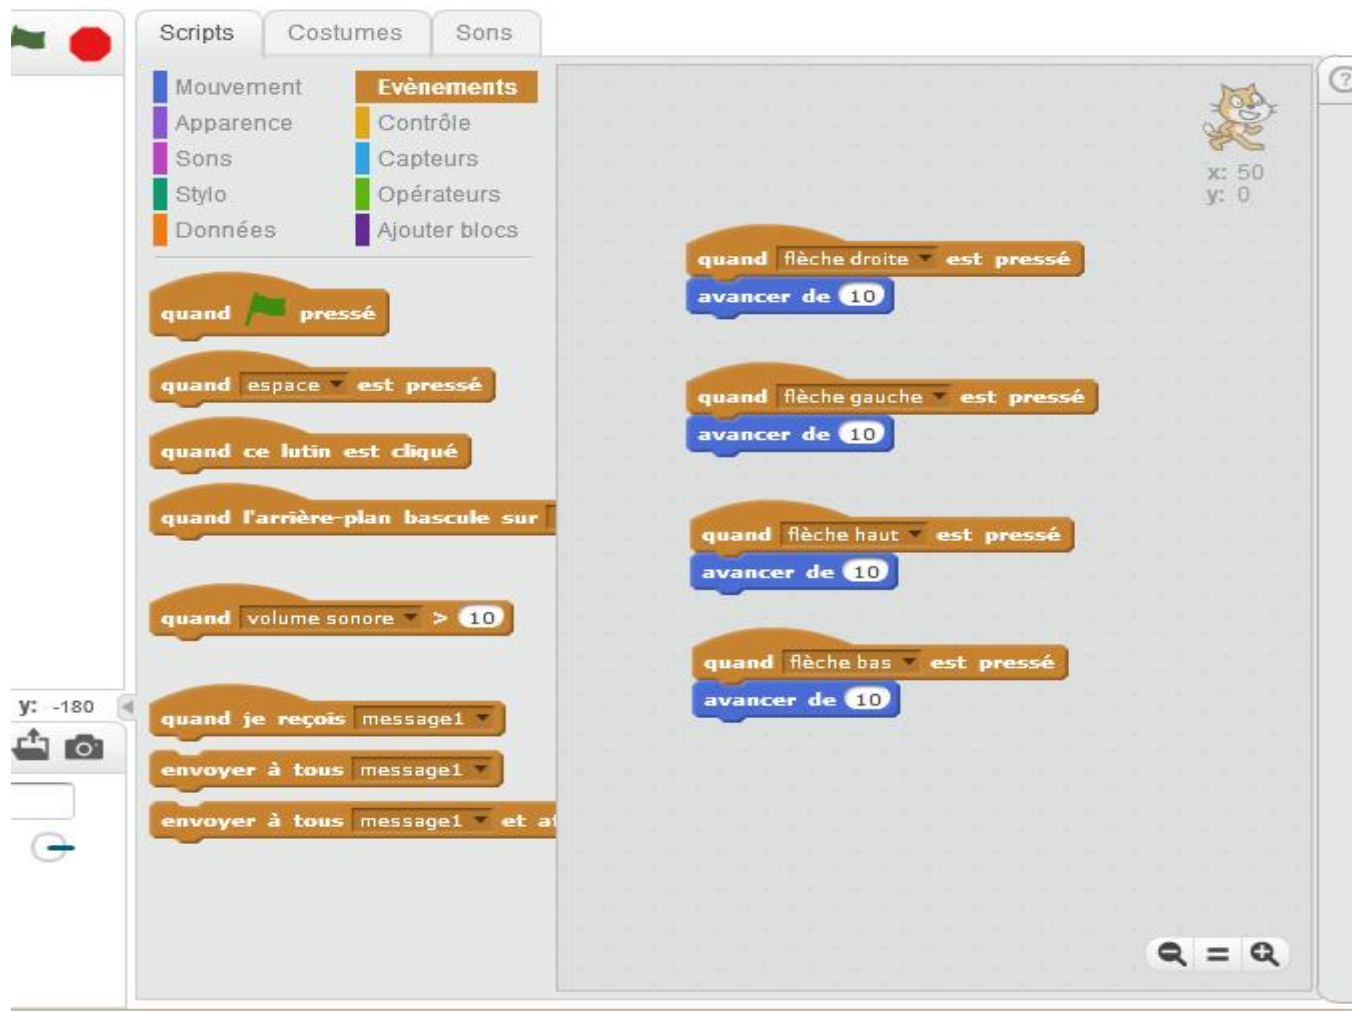 Scripts
Costumes
Sons
Mouvement
Evènements
Apparence
Contrôle
Sons
Capteurs
Stylo
Opérateurs
Données
Ajouter blocs
quand pressé
quand espace est pressé
quand ce lutin est cliqué
quand l'arrière-plan bascule sur
quand volume sonore > 10
quand je reçois message1
envoyer à tous message1
envoyer à tous message1 et at
x: 50
y: 0
quand flèche droite est pressé
avancer de 10
quand flèche gauche est pressé
avancer de 10
quand flèche haut est pressé
avancer de 10
quand flèche bas est pressé
avancer de 10
y: -180
?
=